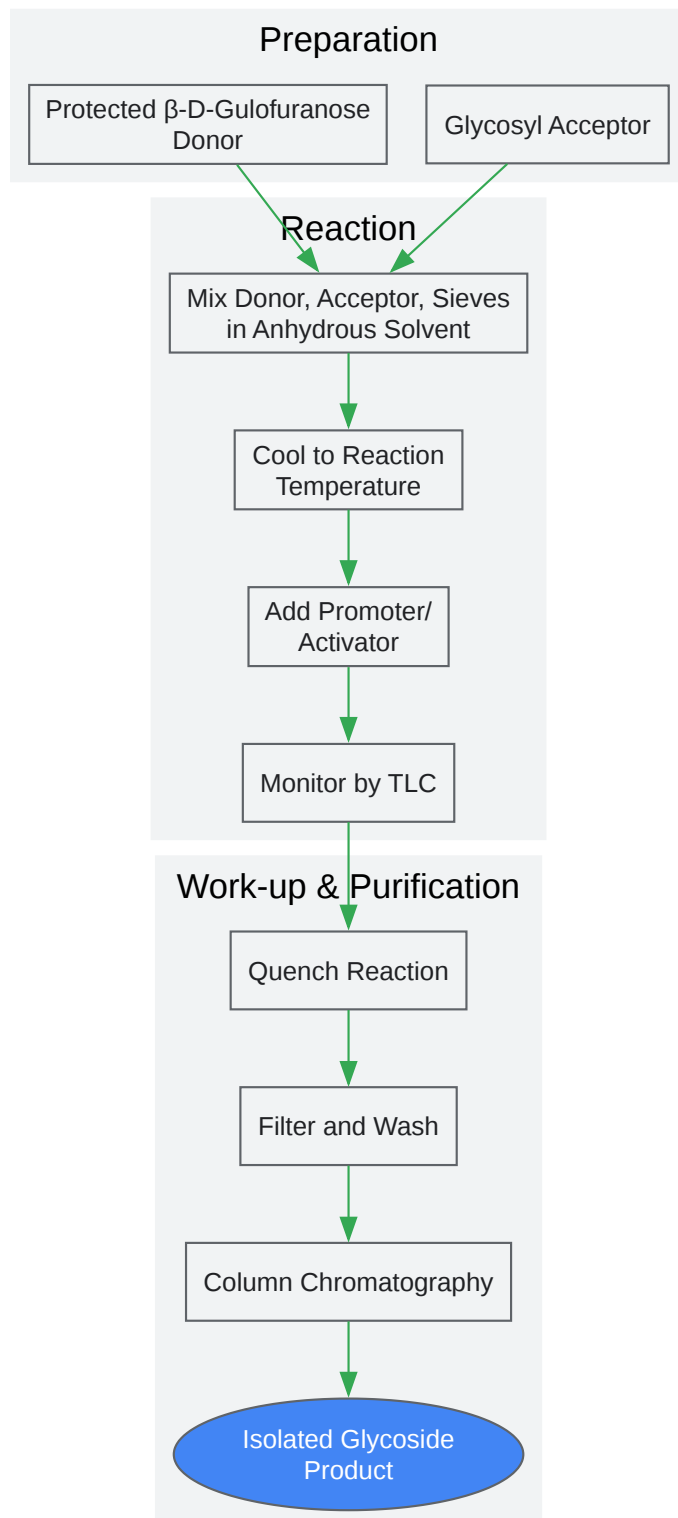 Preparation
Protected β-D-Gulofuranose
Donor
Glycosyl Acceptor
Reaction
Mix Donor, Acceptor, Sieves
in Anhydrous Solvent
Cool to Reaction
Temperature
Add Promoter/
Activator
Monitor by TLC
Work-up & Purification
Quench Reaction
Filter and Wash
Column Chromatography
Isolated Glycoside
Product